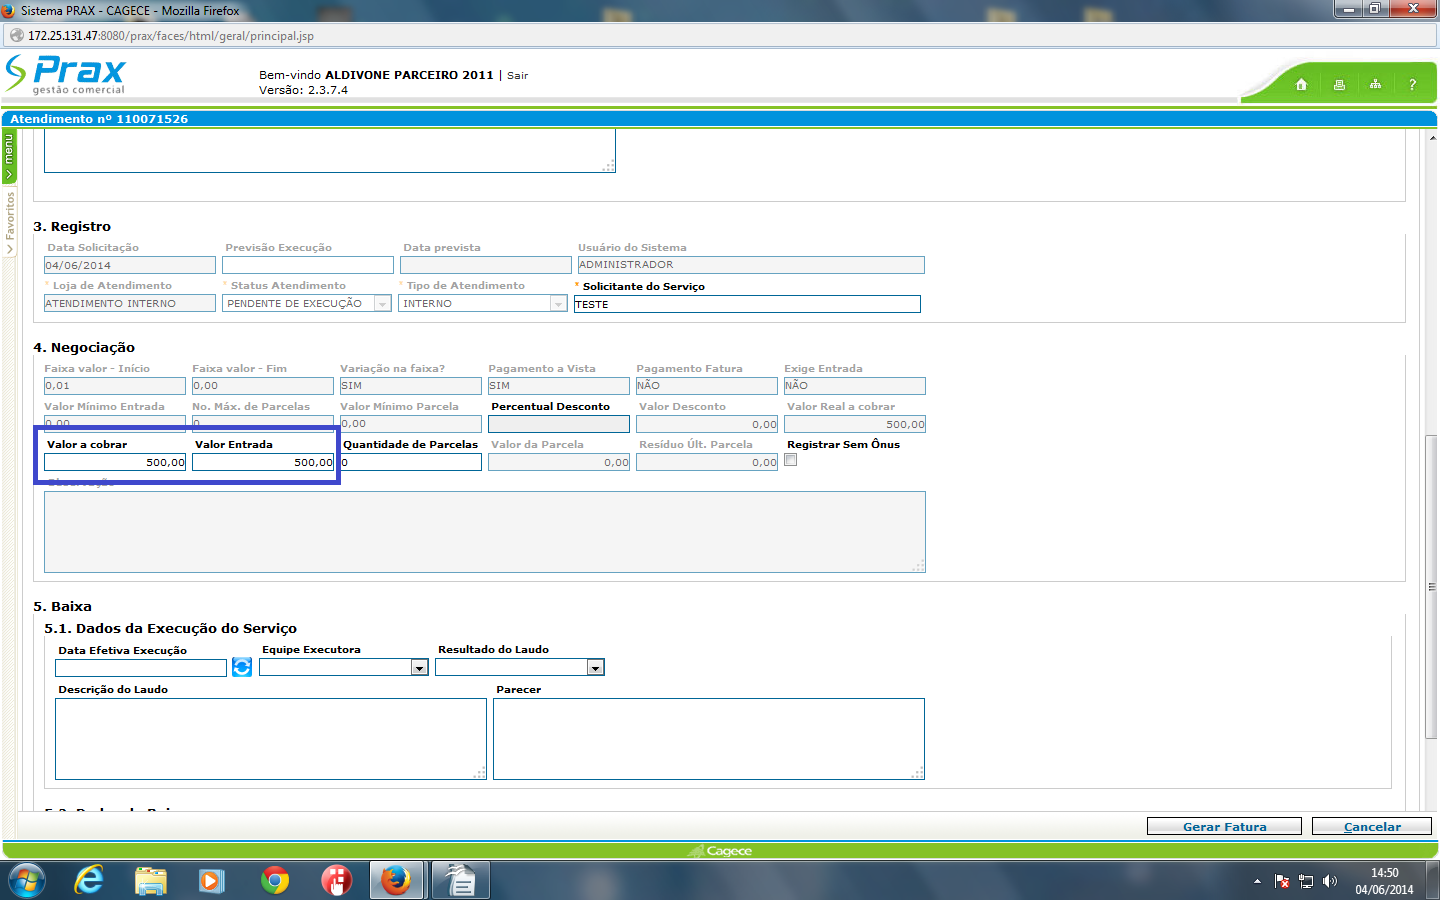 Sistema PRAX - CAGECE - Mozilla Firefox
172.25.131.47:8080/prax/faces/html/geral/principal.jsp
Prax
gestão comercial
Bem-vindo ALDIVONE PARCEIRO 2011 | Sair
Versão: 2.3.7.4
?
Atendimento nº 110071526
menu
Favoritos
3. Registro
Data Solicitação Previsão Execução Data prevista Usuário do Sistema
04/06/2014 ADMINISTRADOR
* Loja de Atendimento * Status Atendimento * Tipo de Atendimento * Solicitante do Serviço
ATENDIMENTO INTERNO PENDENTE DE EXECUÇÃO INTERNO TESTE
4. Negociação
Faixa valor - Início Faixa valor - Fim Variação na faixa? Pagamento a Vista Pagamento Fatura Exige Entrada
0,01 0,00 SIM SIM NÃO NÃO
Valor Mínimo Entrada No. Máx. de Parcelas Valor Mínimo Parcela Percentual Desconto Valor Desconto Valor Real a cobrar
0,00 0 0,00 0,00 500,00
Valor a cobrar Valor Entrada Quantidade de Parcelas Valor da Parcela Resíduo Últ. Parcela Registrar Sem Ônus
500,00 500,00 0 0,00 0,00
Observação
5. Baixa
5.1. Dados da Execução do Serviço
Data Efetiva Execução Equipe Executora Resultado do Laudo
Descrição do Laudo Parecer
Gerar Fatura Cancelar
Cagece
14:50
04/06/2014